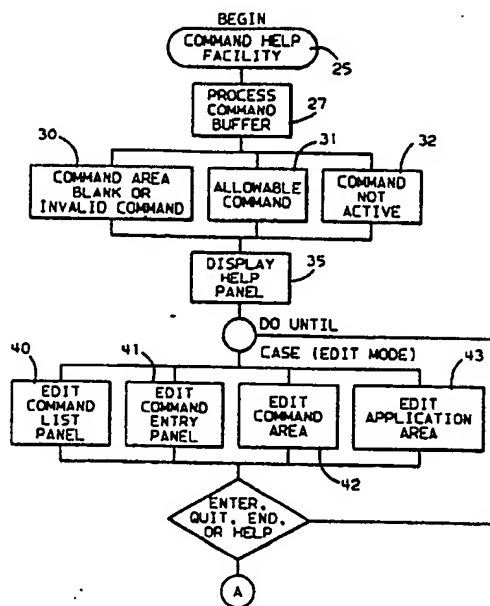 BEGIN
COMMAND HELP
FACILITY
25
PROCESS
COMMAND
BUFFER
27
30
31
32
COMMAND AREA
BLANK OR
INVALID COMMAND
ALLOWABLE
COMMAND
COMMAND
NOT
ACTIVE
DISPLAY
HELP
PANEL
35
DO UNTIL
CASE (EDIT MODE)
40
41
43
EDIT
COMMAND
LIST
PANEL
EDIT
COMMAND
ENTRY
PANEL
EDIT
COMMAND
AREA
EDIT
APPLICATION
AREA
42
ENTER,
QUIT, END,
OR HELP
A